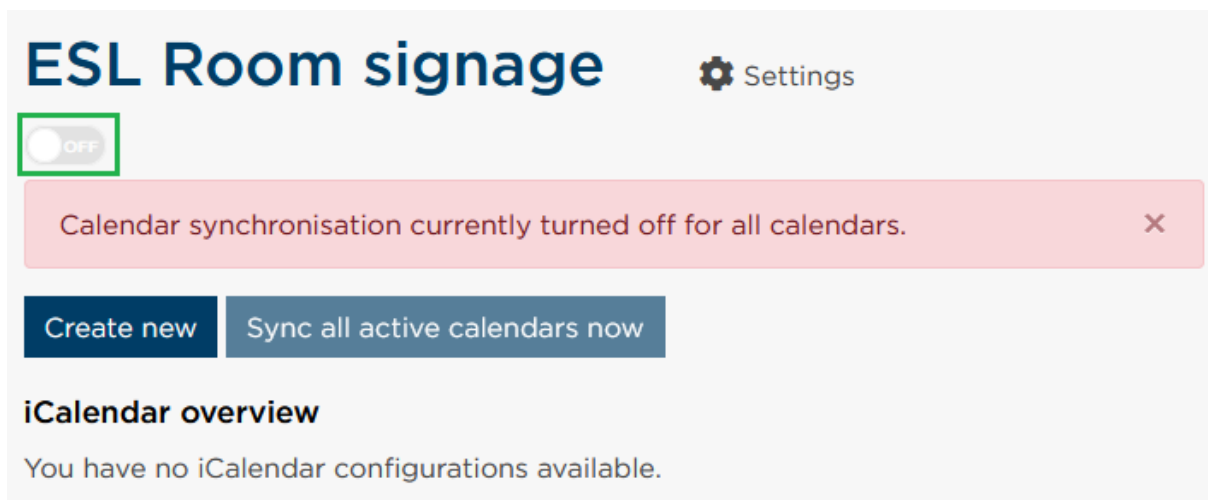 ESL Room signage
Settings
OFF
Calendar synchronisation currently turned off for all calendars. ×
Create new
Sync all active calendars now
iCalendar overview
You have no iCalendar configurations available.